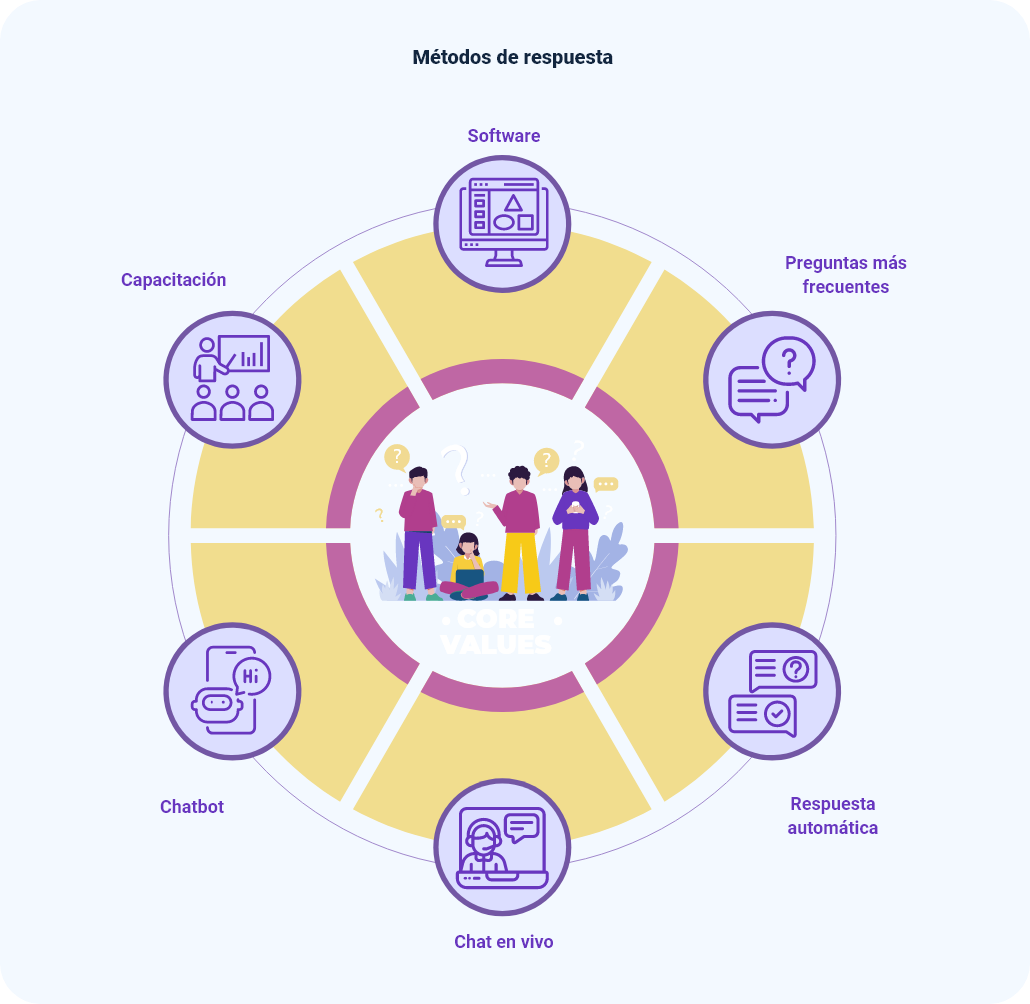 Métodos de respuesta
Software
Preguntas más
frecuentes
Capacitación
?
?
?
?
?
?
CORE
VALUES
Hi
?
Chatbot
Respuesta
automática
Chat en vivo